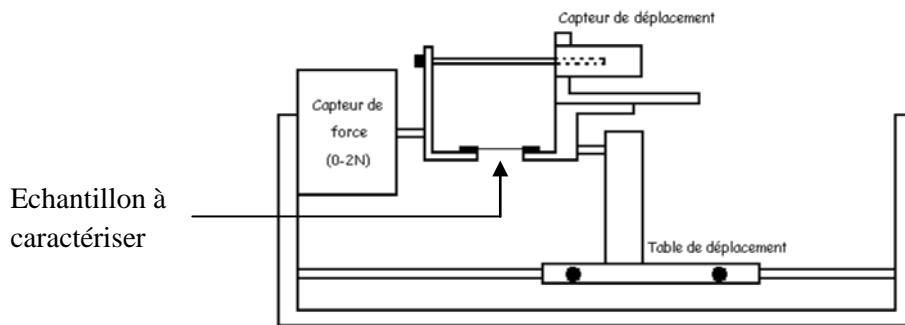 Capteur de déplacement
Capteur de
force
(0-2N)
Echantillon à
caractériser
Table de déplacement